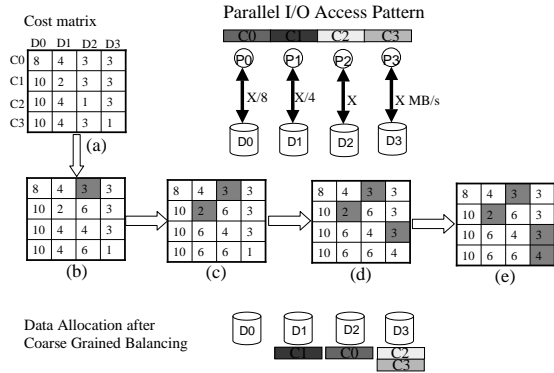 Parallel I/O Access Pattern
Cost matrix
D0 D1 D2 D3
C0 8 4 3 3
C1 10 2 3 3
C2 10 4 1 3
C3 10 4 3 1
(a)
C0 C1 C2 C3
P0 P1 P2 P3
X/8 X/4 X X MB/s
D0 D1 D2 D3
8 4 3 3
10 2 6 3
10 4 4 3
10 4 6 1
(b)
8 4 3 3
10 2 6 3
10 6 4 3
10 6 6 1
(c)
8 4 3 3
10 2 6 3
10 6 4 3
10 6 6 4
(d)
8 4 3 3
10 2 6 3
10 6 4 3
10 6 6 4
(e)
Data Allocation after
Coarse Grained Balancing
D0 D1 D2 D3
C1 C0 C2
C3